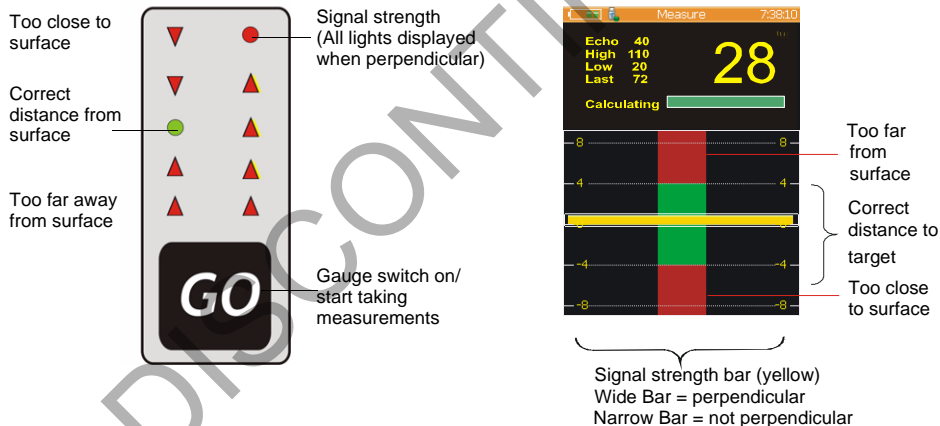 Too close to
surface
Correct
distance from
surface
Too far away
from surface
Signal strength
(All lights displayed
when perpendicular)
GO
Gauge switch on/
start taking
measurements
Measure 7:38:10
Echo 40
High 110
Low 20
Last 72
28
Calculating
8 8
4 4
0 0
-4 -4
-8 -8
Too far
from
surface
Correct
distance to
target
Too close
to surface
Signal strength bar (yellow)
Wide Bar = perpendicular
Narrow Bar = not perpendicular
DISCONTI